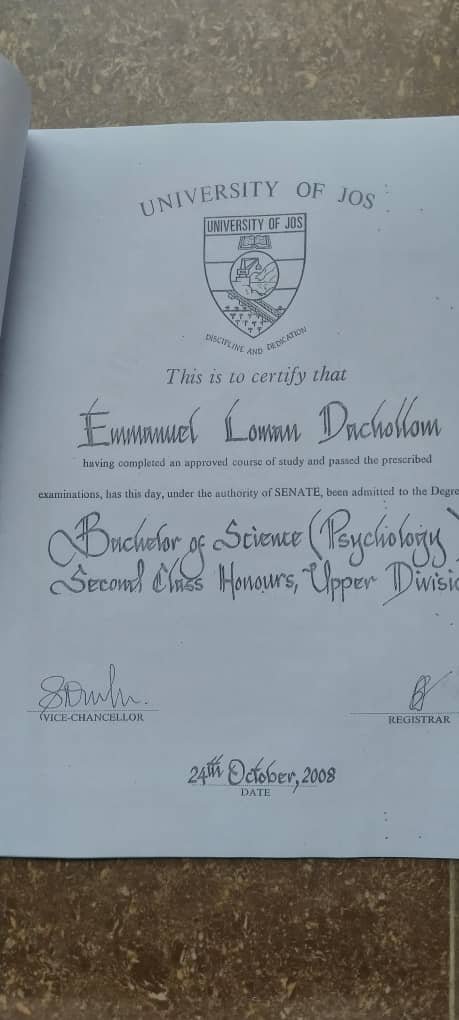 UNIVERSITY OF JOS
UNIVERSITY OF JOS
DISCIPLINE AND DEDICATION
This is to certify that
Emmanuel Loman Dachollom
having completed an approved course of study and passed the prescribed
examinations, has this day, under the authority of SENATE, been admitted to the Degre
Bachelor of Science (Psychology)
Second Class Honours, Upper Divisio
VICE-CHANCELLOR
REGISTRAR
24th October, 2008
DATE